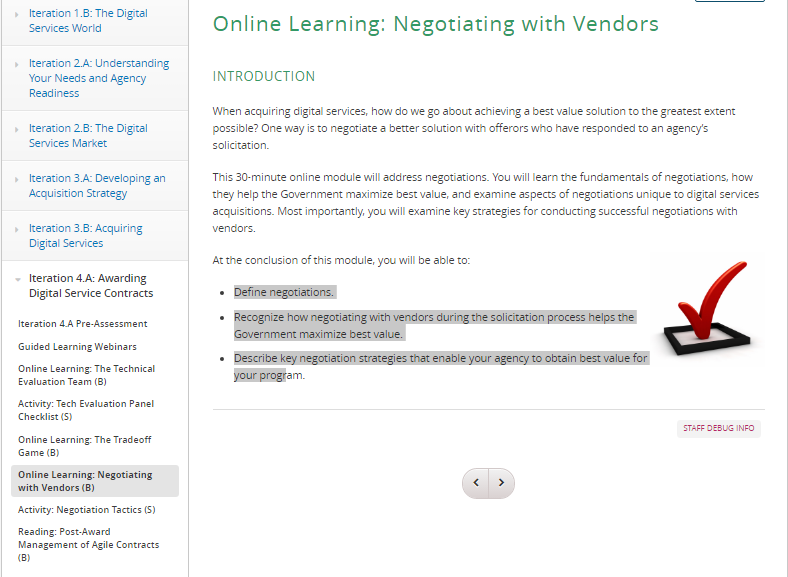 Iteration 1.B: The Digital
Services World
Iteration 2.A: Understanding
Your Needs and Agency
Readiness
Iteration 2.B: The Digital
Services Market
Iteration 3.A: Developing an
Acquisition Strategy
Iteration 3.B: Acquiring
Digital Services
Iteration 4.A: Awarding
Digital Service Contracts
Iteration 4.A Pre-Assessment
Guided Learning Webinars
Online Learning: The Technical
Evaluation Team (B)
Activity: Tech Evaluation Panel
Checklist (S)
Online Learning: The Tradeoff
Game (B)
Online Learning: Negotiating
with Vendors (B)
Activity: Negotiation Tactics (S)
Reading: Post-Award
Management of Agile Contracts
(B)
Online Learning: Negotiating with Vendors
INTRODUCTION
When acquiring digital services, how do we go about achieving a best value solution to the greatest extent
possible? One way is to negotiate a better solution with offerors who have responded to an agency's
solicitation.
This 30-minute online module will address negotiations. You will learn the fundamentals of negotiations, how
they help the Government maximize best value, and examine aspects of negotiations unique to digital services
acquisitions. Most importantly, you will examine key strategies for conducting successful negotiations with
vendors.
At the conclusion of this module, you will be able to:
• Define negotiations.
• Recognize how negotiating with vendors during the solicitation process helps the
Government maximize best value.
• Describe key negotiation strategies that enable your agency to obtain best value for
your program.
STAFF DEBUG INFO